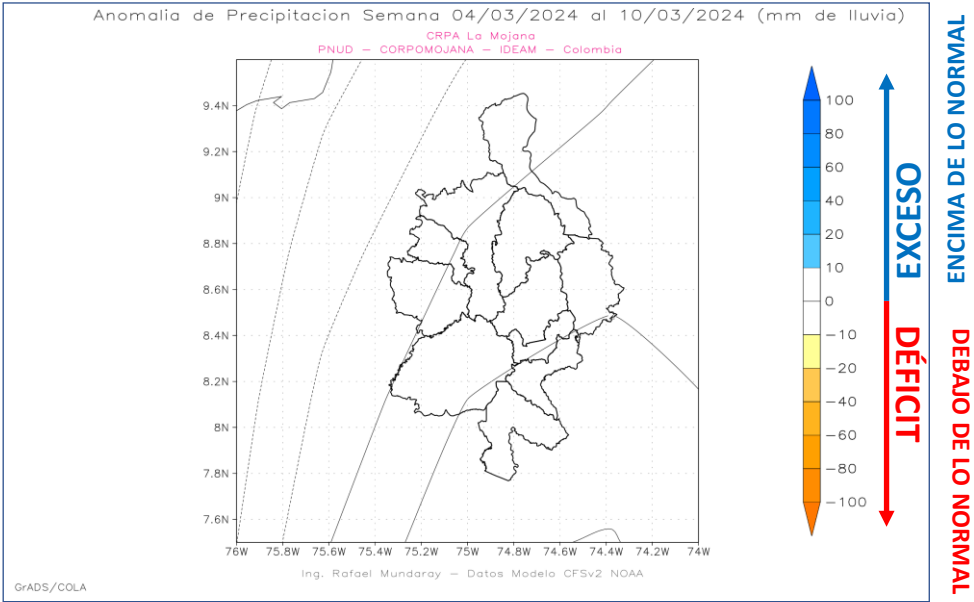 Anomalia de Precipitacion Semana 04/03/2024 al 10/03/2024 (mm de lluvia)
CRPA La Mojana
PNUD – CORPOMOJANA – IDEAM – Colombia
9.4N
9.2N
9N
8.8N
8.6N
8.4N
8.2N
8N
7.8N
7.6N
76W 75.8W 75.6W 75.4W 75.2W 75W 74.8W 74.6W 74.4W 74.2W 74W
Ing. Rafael Mundaray – Datos Modelo CFSv2 NOAA
GrADS/COLA
100
80
60
40
20
10
0
−10
−20
−40
−60
−80
−100
EXCESO
DÉFICIT
ENCIMA DE LO NORMAL
DEBAJO DE LO NORMAL